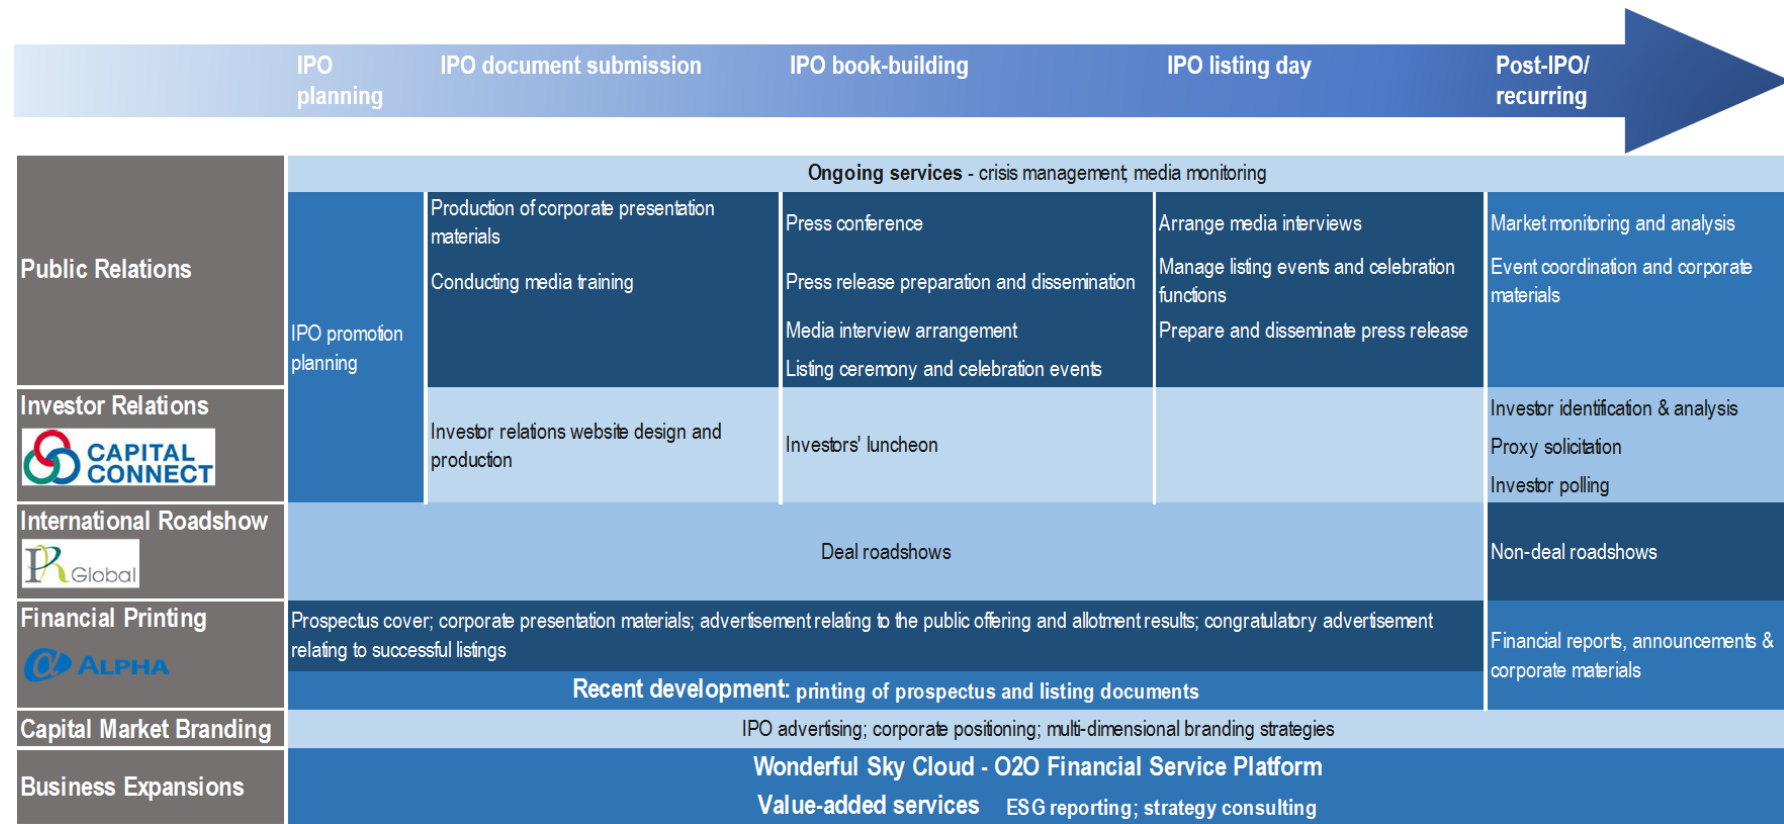 IPO
planning
IPO document submission
IPO book-building
IPO listing day
Post-IPO/
recurring
Public Relations
Ongoing services - crisis management; media monitoring
IPO promotion
planning
Production of corporate presentation
materials
Conducting media training
Press conference
Press release preparation and dissemination
Media interview arrangement
Listing ceremony and celebration events
Arrange media interviews
Manage listing events and celebration
functions
Prepare and disseminate press release
Market monitoring and analysis
Event coordination and corporate
materials
Investor Relations
CAPITAL
CONNECT
Investor relations website design and
production
Investors' luncheon
Investor identification & analysis
Proxy solicitation
Investor polling
International Roadshow
PR Global
Deal roadshows
Non-deal roadshows
Financial Printing
ALPHA
Prospectus cover; corporate presentation materials; advertisement relating to the public offering and allotment results; congratulatory advertisement
relating to successful listings
Recent development: printing of prospectus and listing documents
Financial reports, announcements &
corporate materials
Capital Market Branding
IPO advertising; corporate positioning; multi-dimensional branding strategies
Business Expansions
Wonderful Sky Cloud - O2O Financial Service Platform
Value-added services ESG reporting; strategy consulting